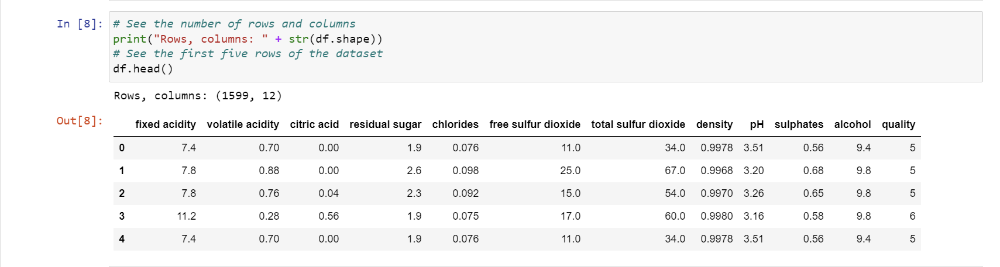 In [8]: # See the number of rows and columns
print("Rows, columns: " + str(df.shape))
# See the first five rows of the dataset
df.head()
Rows, columns: (1599, 12)
Out[8]:
fixed acidity volatile acidity citric acid residual sugar chlorides free sulfur dioxide total sulfur dioxide density pH sulphates alcohol quality
0 7.4 0.70 0.00 1.9 0.076 11.0 34.0 0.9978 3.51 0.56 9.4 5
1 7.8 0.88 0.00 2.6 0.098 25.0 67.0 0.9968 3.20 0.68 9.8 5
2 7.8 0.76 0.04 2.3 0.092 15.0 54.0 0.9970 3.26 0.65 9.8 5
3 11.2 0.28 0.56 1.9 0.075 17.0 60.0 0.9980 3.16 0.58 9.8 6
4 7.4 0.70 0.00 1.9 0.076 11.0 34.0 0.9978 3.51 0.56 9.4 5